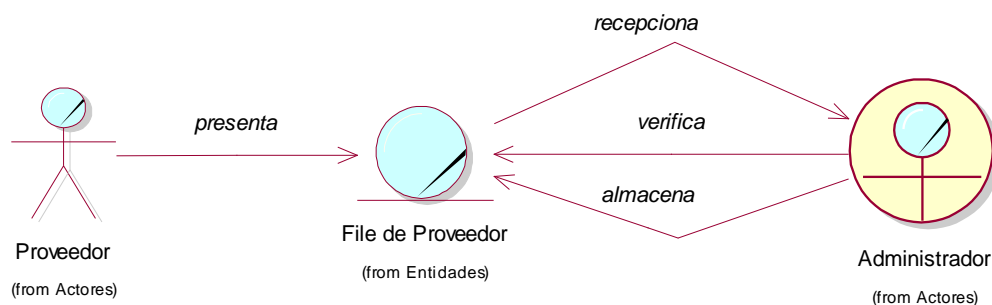 recepciona
presenta
verifica
almacena
Proveedor
(from Actores)
File de Proveedor
(from Entidades)
Administrador
(from Actores)